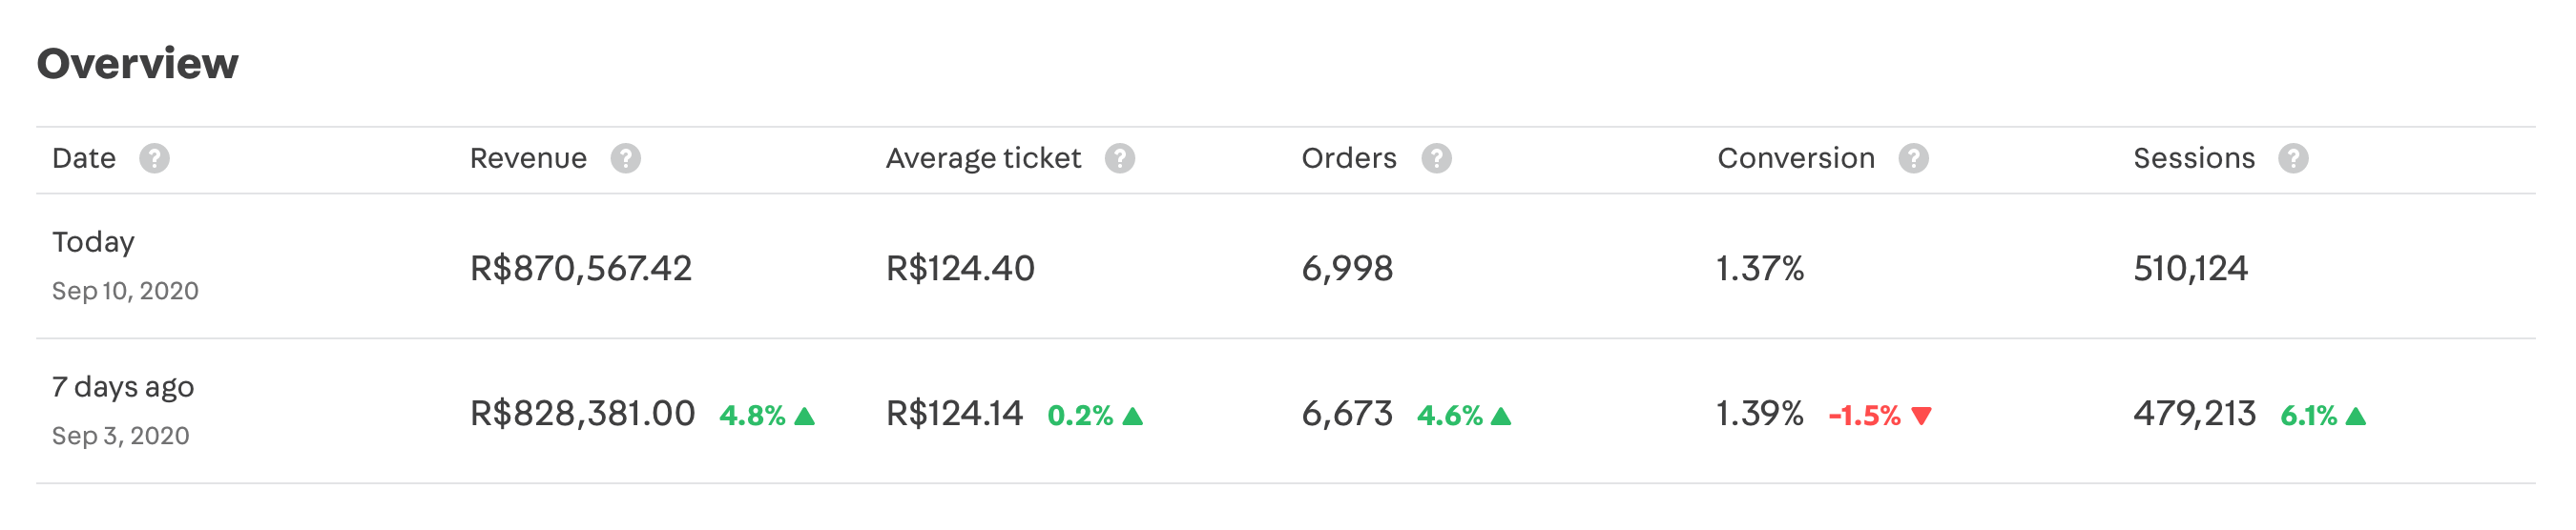 Overview
Date ? Revenue ? Average ticket ? Orders ? Conversion ? Sessions ?
Today
Sep 10, 2020
R$870,567.42 R$124.40 6,998 1.37% 510,124
7 days ago
Sep 3, 2020
R$828,381.00 4.8% ▲ R$124.14 0.2% ▲ 6,673 4.6% ▲ 1.39% -1.5% ▼ 479,213 6.1% ▲